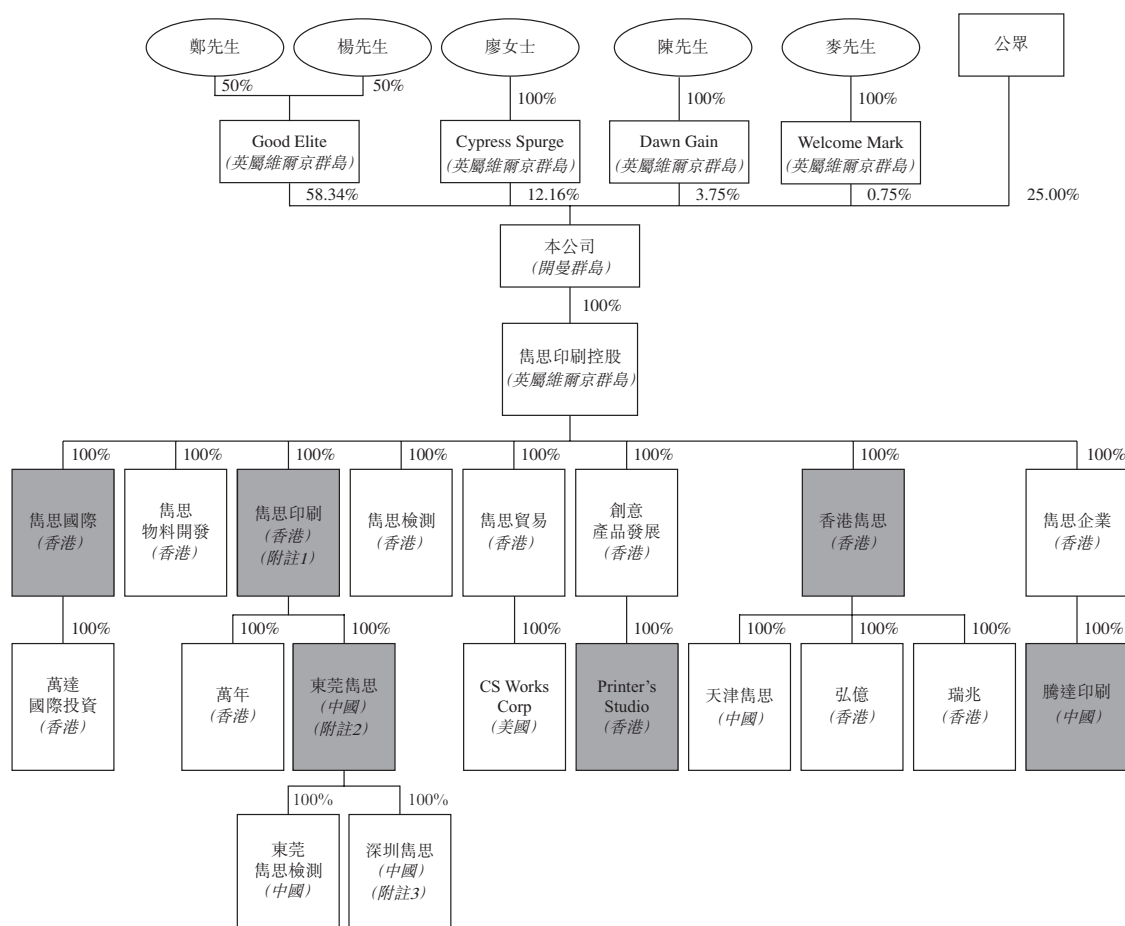 鄭先生
楊先生
廖女士
陳先生
麥先生
公眾
50%
50%
100%
100%
100%
Good Elite
(英屬維爾京群島)
Cypress Spurge
(英屬維爾京群島)
Dawn Gain
(英屬維爾京群島)
Welcome Mark
(英屬維爾京群島)
58.34%
12.16%
3.75%
0.75%
25.00%
本公司
(開曼群島)
100%
雋思印刷控股
(英屬維爾京群島)
100%
100%
100%
100%
100%
100%
100%
100%
雋思國際
(香港)
雋思
物料開發
(香港)
雋思印刷
(香港)
(附註1)
雋思檢測
(香港)
雋思貿易
(香港)
創意
產品發展
(香港)
香港雋思
(香港)
雋思企業
(香港)
100%
100%
100%
100%
100%
100%
100%
100%
100%
萬達
國際投資
(香港)
萬年
(香港)
東莞雋思
(中國)
(附註2)
CS Works
Corp
(美國)
Printer's
Studio
(香港)
天津雋思
(中國)
弘億
(香港)
瑞兆
(香港)
騰達印刷
(中國)
100%
100%
東莞
雋思檢測
(中國)
深圳雋思
(中國)
(附註3)